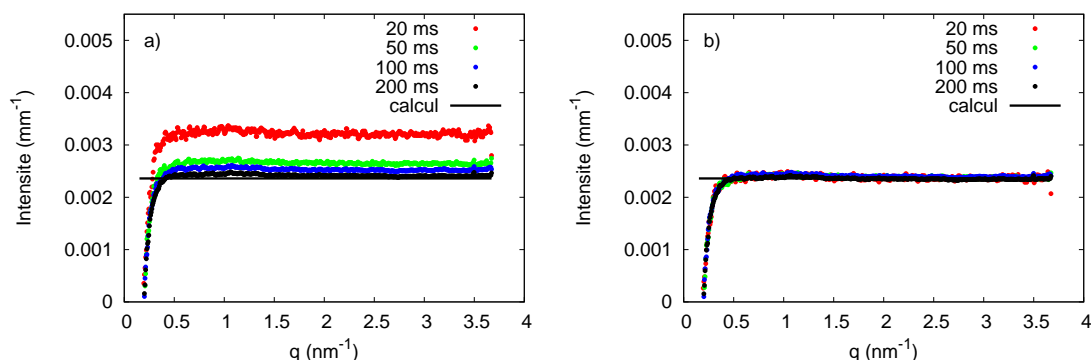 0.005
0.004
0.003
0.002
0.001
0
0 0.5 1 1.5 2 2.5 3 3.5 4
Intensite (mm⁻¹)
q (nm⁻¹)
a)
20 ms
50 ms
100 ms
200 ms
calcul
0.005
0.004
0.003
0.002
0.001
0
0 0.5 1 1.5 2 2.5 3 3.5 4
Intensite (mm⁻¹)
q (nm⁻¹)
b)
20 ms
50 ms
100 ms
200 ms
calcul